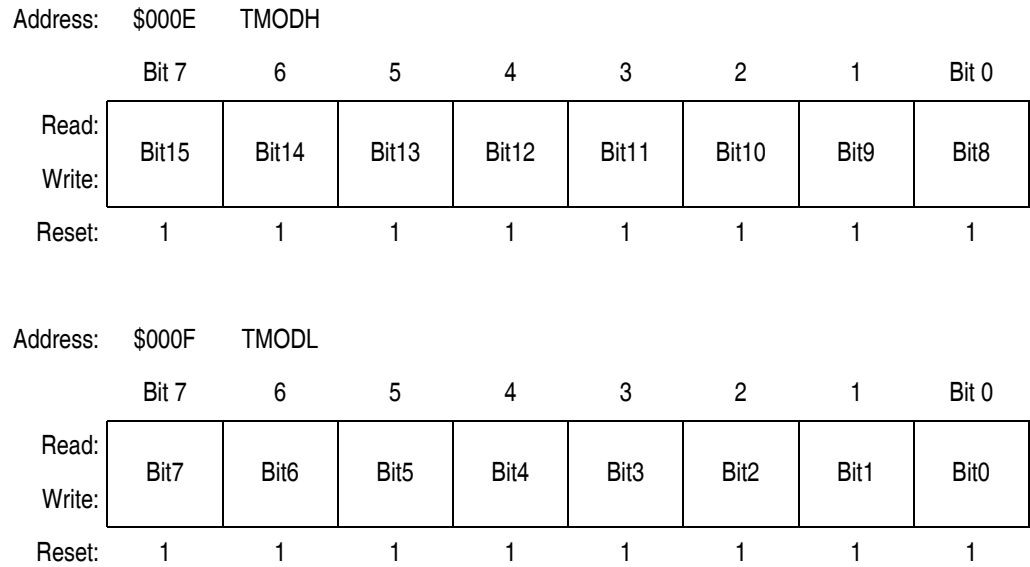 Address: $000E TMODH
Bit 7 6 5 4 3 2 1 Bit 0
Read:
Bit15 Bit14 Bit13 Bit12 Bit11 Bit10 Bit9 Bit8
Write:
Reset: 1 1 1 1 1 1 1 1
Address: $000F TMODL
Bit 7 6 5 4 3 2 1 Bit 0
Read:
Bit7 Bit6 Bit5 Bit4 Bit3 Bit2 Bit1 Bit0
Write:
Reset: 1 1 1 1 1 1 1 1